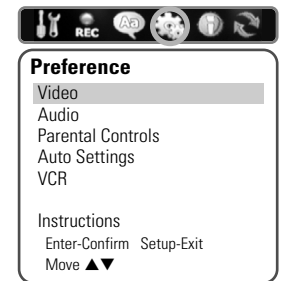 REC Aa
Preference
Video
Audio
Parental Controls
Auto Settings
VCR
Instructions
Enter-Confirm Setup-Exit
Move ▲▼